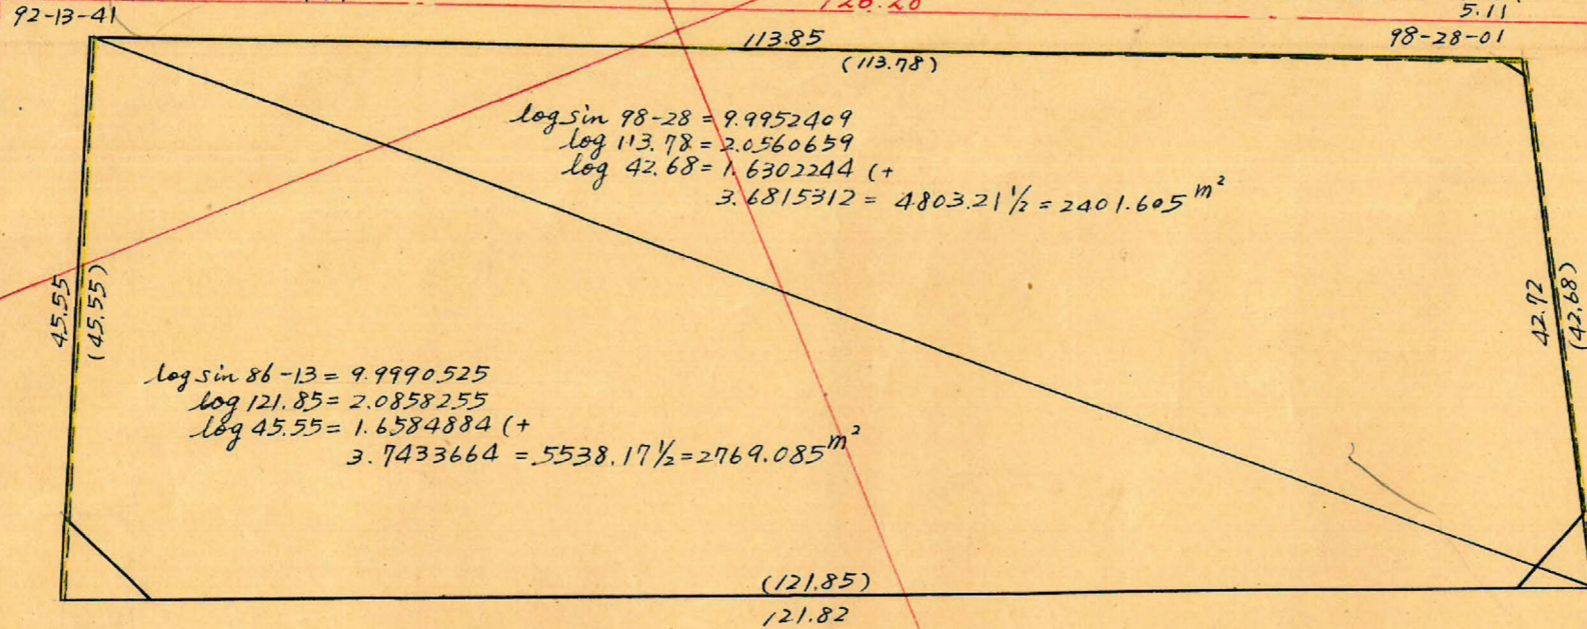 92-13-41
126.20
5.11
113.85
98-28-01
(113.78)
log sin 98-28 = 9.9952409
log 113.78 = 2.0560659
log 42.68 = 1.6302244 (+
3.6815312 = 4803.21 1/2 = 2401.605 m²
45.55
(45.55)
42.72
(42.68)
log sin 86-13 = 9.9990525
log 121.85 = 2.0858255
log 45.55 = 1.6584884 (+
3.7433664 = 5538.17 1/2 = 2769.085 m²
(121.85)
121.82